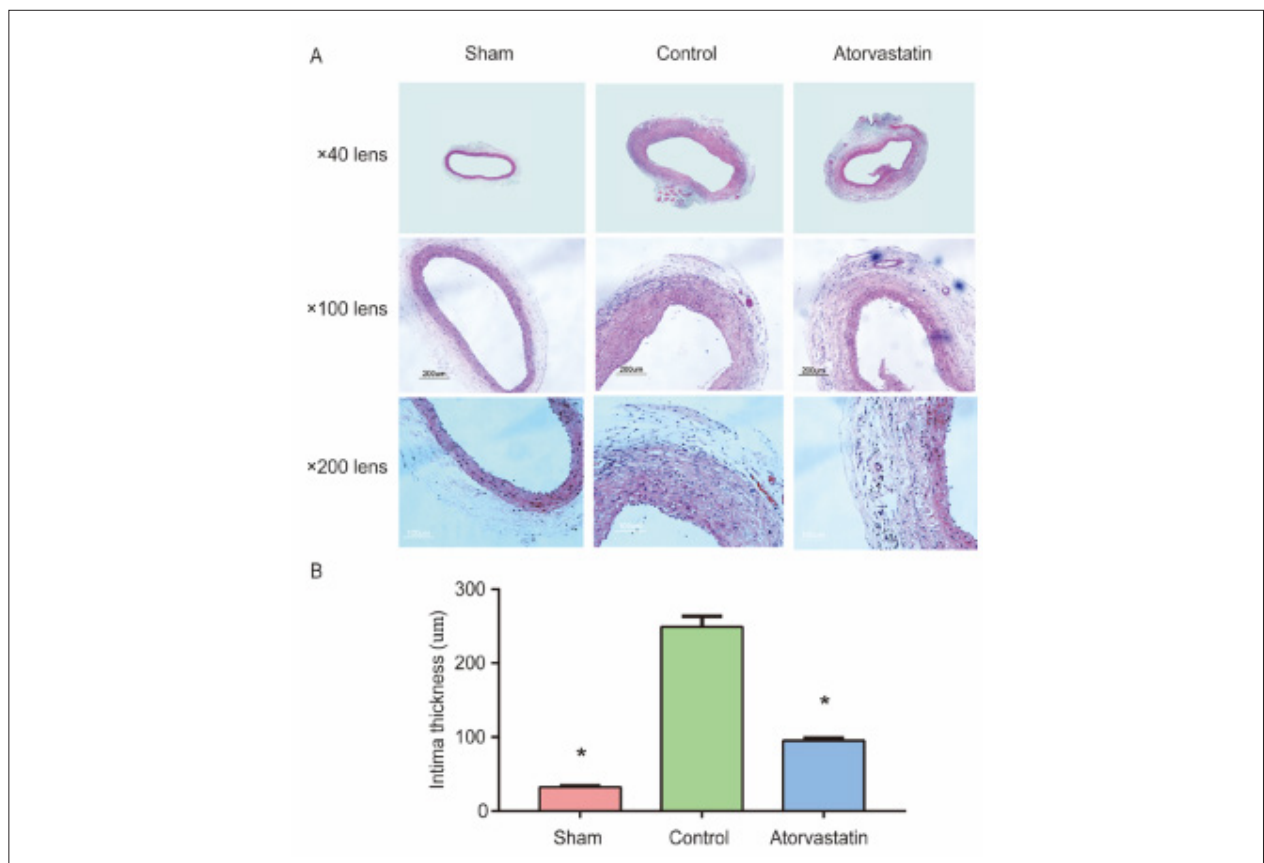 A
Sham Control Atorvastatin
×40 lens
×100 lens
200um 200um 200um
×200 lens
B
Intima thickness (um)
300
200
100
0
*
*
Sham Control Atorvastatin